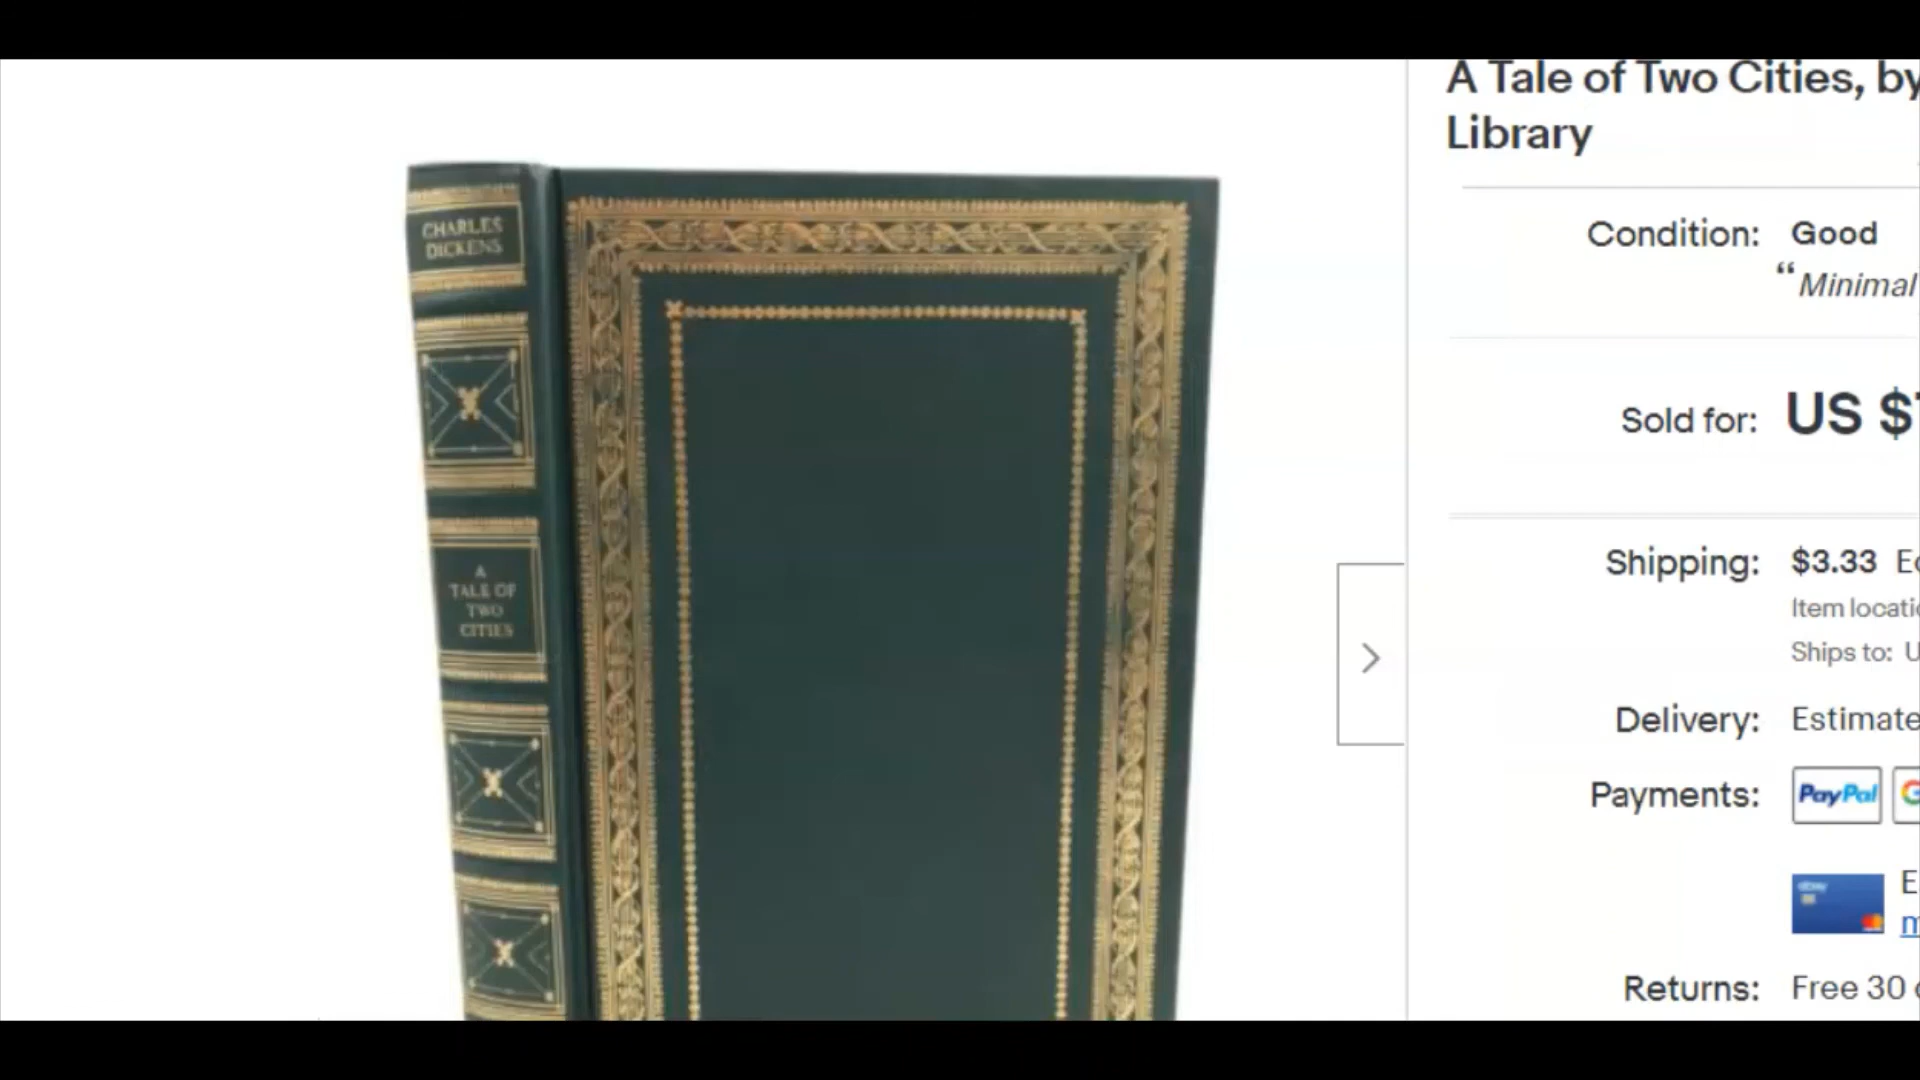 CHARLES
DICKENS
A
TALE OF
TWO
CITIES
A Tale of Two Cities, by
Library
Condition: Good
“Minimal
Sold for: US $
Shipping: $3.33
Item locati
Ships to: U
Delivery: Estimate
Payments: PayPal G
ebay
E
m
Returns: Free 30